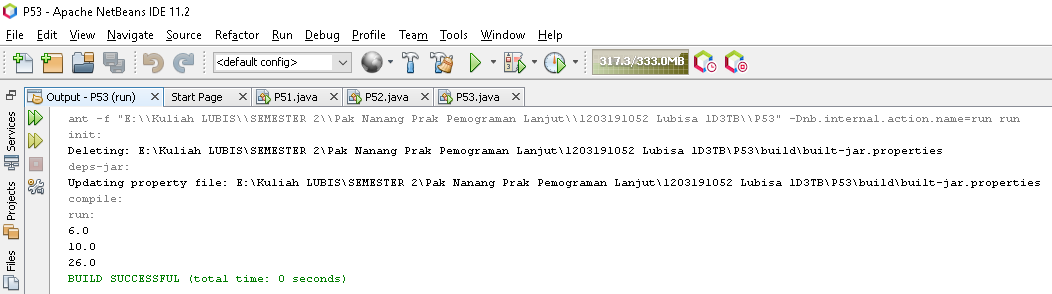 P53 - Apache NetBeans IDE 11.2
File Edit View Navigate Source Refactor Run Debug Profile Team Tools Window Help
<default config> 317.3/333.0MB
Output - P53 (run) Start Page P51.java P52.java P53.java
ant -f "E:\\Kuliah LUBIS\\SEMESTER 2\\Pak Nanang Prak Pemograman Lanjut\\1203191052 Lubisa 1D3TB\\P53" -Dnb.internal.action.name=run run
init:
Deleting: E:\Kuliah LUBIS\SEMESTER 2\Pak Nanang Prak Pemograman Lanjut\1203191052 Lubisa 1D3TB\P53\build\built-jar.properties
deps-jar:
Updating property file: E:\Kuliah LUBIS\SEMESTER 2\Pak Nanang Prak Pemograman Lanjut\1203191052 Lubisa 1D3TB\P53\build\built-jar.properties
compile:
run:
6.0
10.0
26.0
BUILD SUCCESSFUL (total time: 0 seconds)
Services
Projects
Files